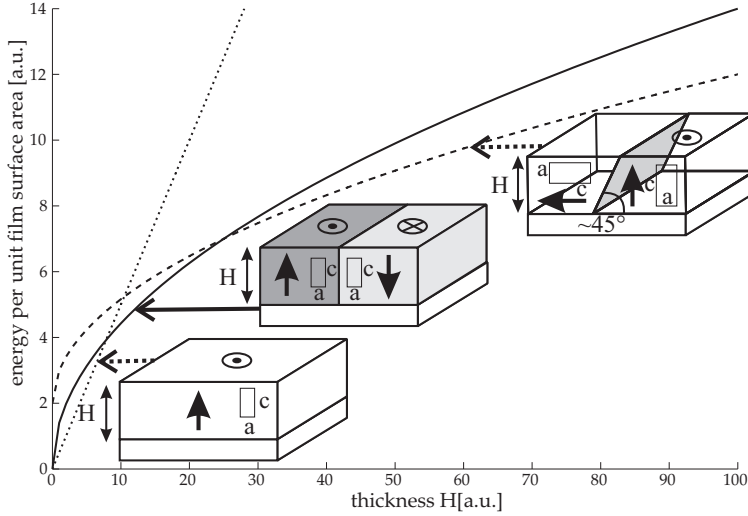 energy per unit film surface area [a.u.]
14
12
10
8
6
4
2
0
0
10
20
30
40
50
60
70
80
90
100
thickness H[a.u.]
H
a
c
c
a
~45°
H
c
c
a
a
H
c
a